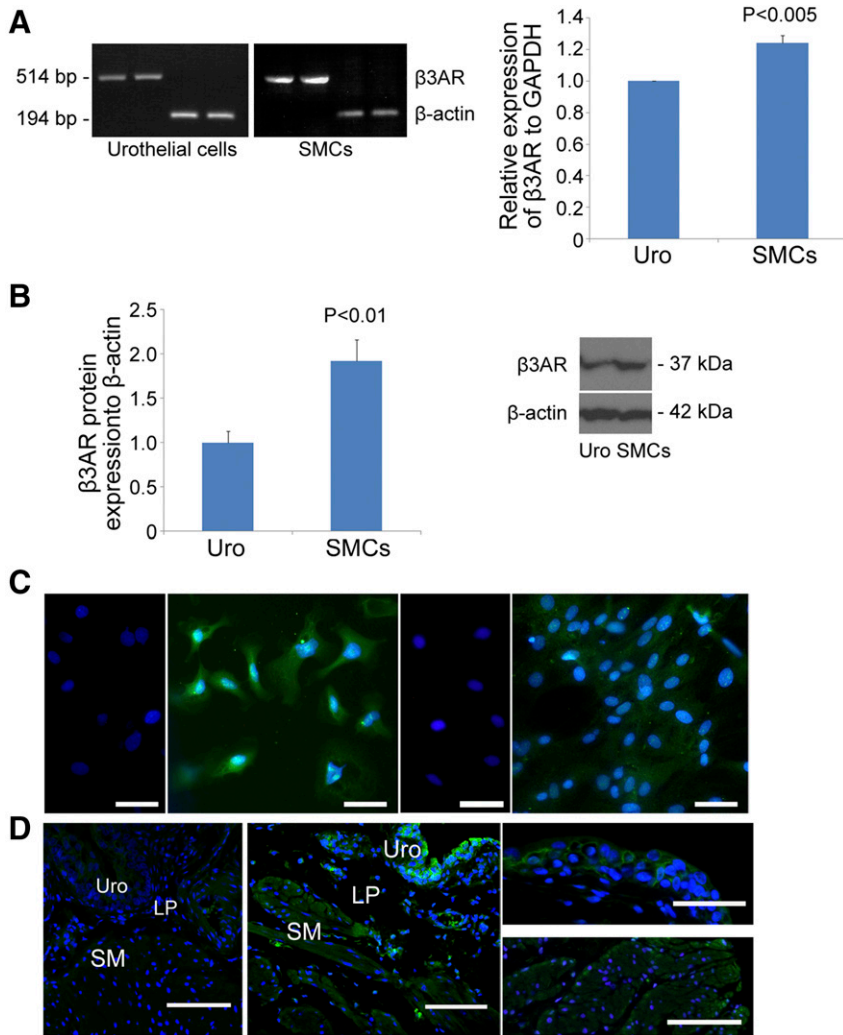 A
514 bp -
194 bp -
β3AR
β-actin
Urothelial cells
SMCs
Relative expression
of β3AR to GAPDH
1.4
1.2
1.0
0.8
0.6
0.4
0.2
0
P<0.005
Uro
SMCs
B
β3AR protein
expressionto β-actin
2.5
2.0
1.5
1.0
0.5
0
P<0.01
Uro
SMCs
β3AR
- 37 kDa
β-actin
- 42 kDa
Uro SMCs
C
D
Uro
LP
SM
Uro
LP
SM